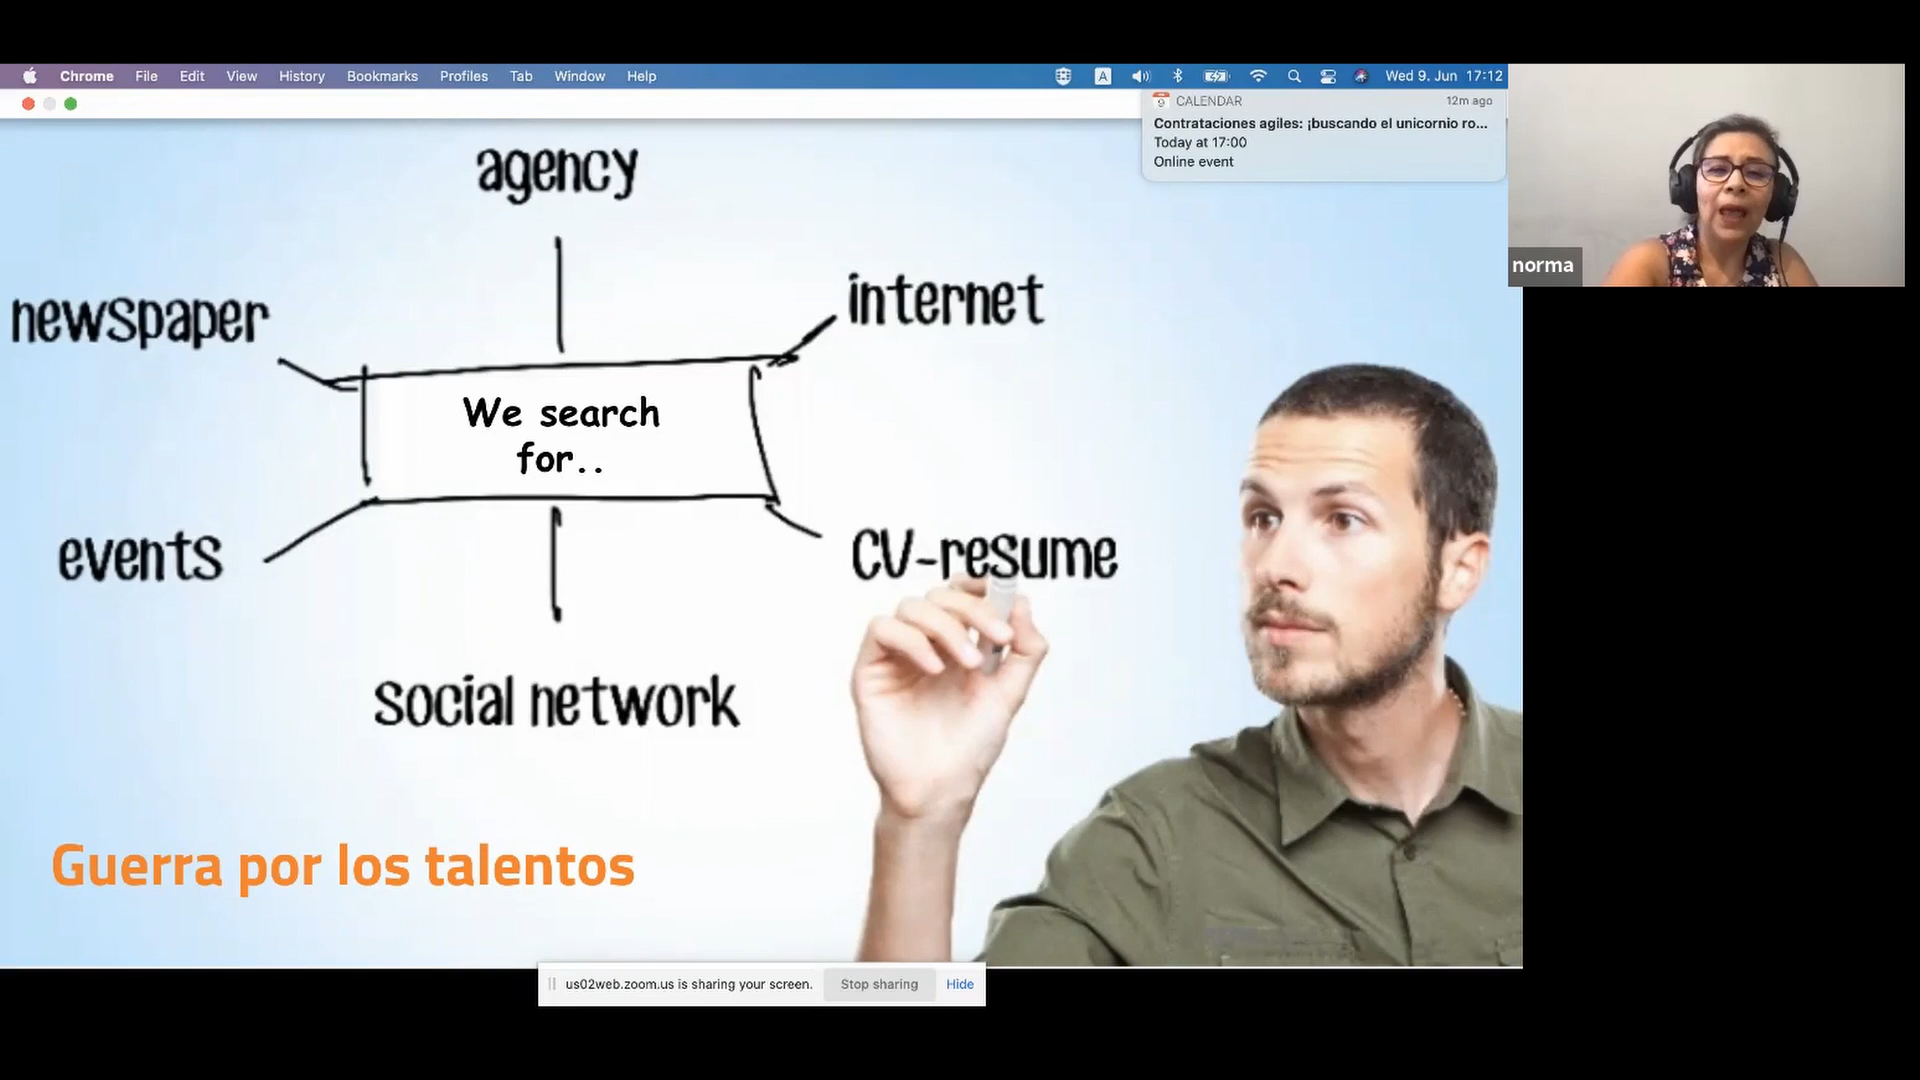 Chrome File Edit View History Bookmarks Profiles Tab Window Help
A
Wed 9. Jun 17:12
9 CALENDAR 12m ago
Contrataciones agiles: ¡buscando el unicornio ro...
Today at 17:00
Online event
norma
agency
newspaper
internet
We search
for..
events
CV-resume
social network
Guerra por los talentos
us02web.zoom.us is sharing your screen. Stop sharing Hide